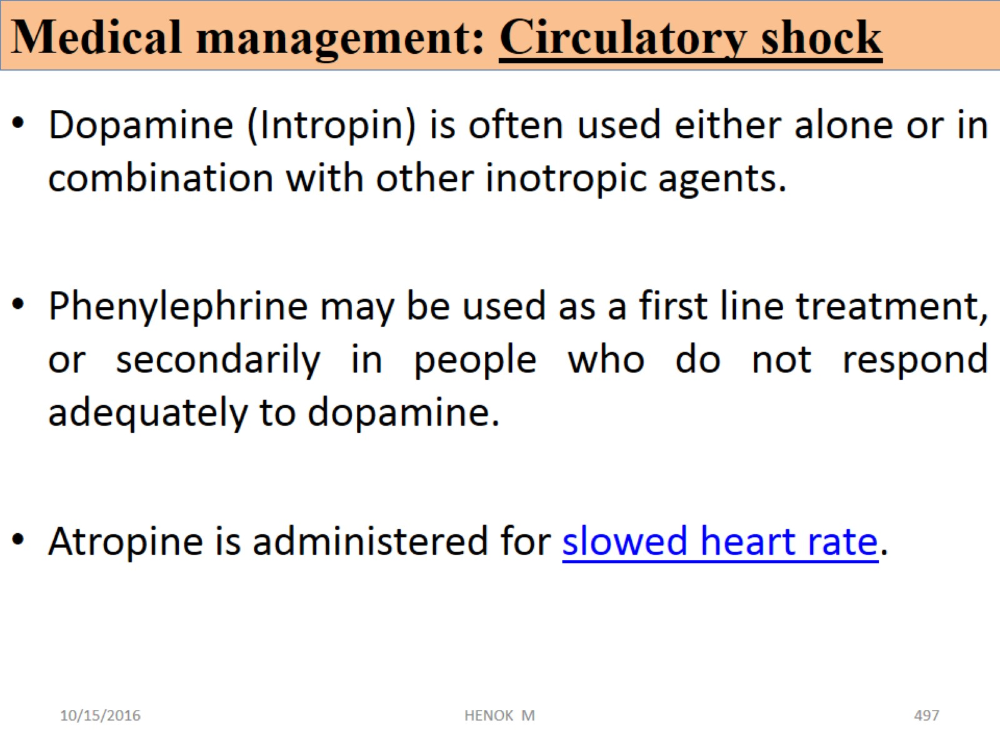 Medical management: Circulatory shock
• Dopamine (Intropin) is often used either alone or in
combination with other inotropic agents.
• Phenylephrine may be used as a first line treatment,
or secondarily in people who do not respond
adequately to dopamine.
• Atropine is administered for slowed heart rate.
10/15/2016 HENOK M 497